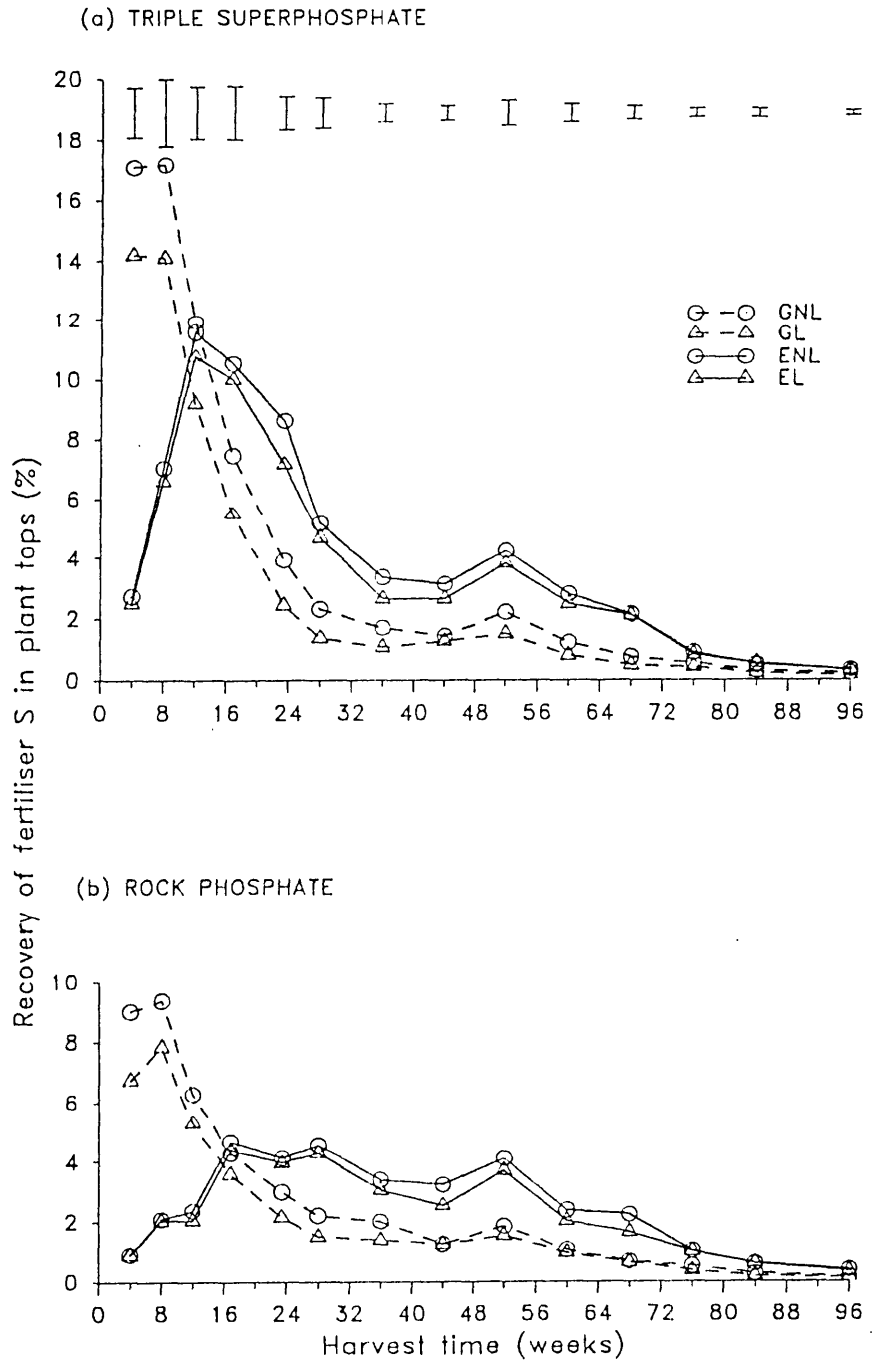 (a) TRIPLE SUPERPHOSPHATE
20
18
16
14
12
10
8
6
4
2
0
GNL
GL
ENL
EL
0 8 16 24 32 40 48 56 64 72 80 88 96
Recovery of fertiliser S in plant tops (%)
(b) ROCK PHOSPHATE
10
8
6
4
2
0
0 8 16 24 32 40 48 56 64 72 80 88 96
Harvest time (weeks)